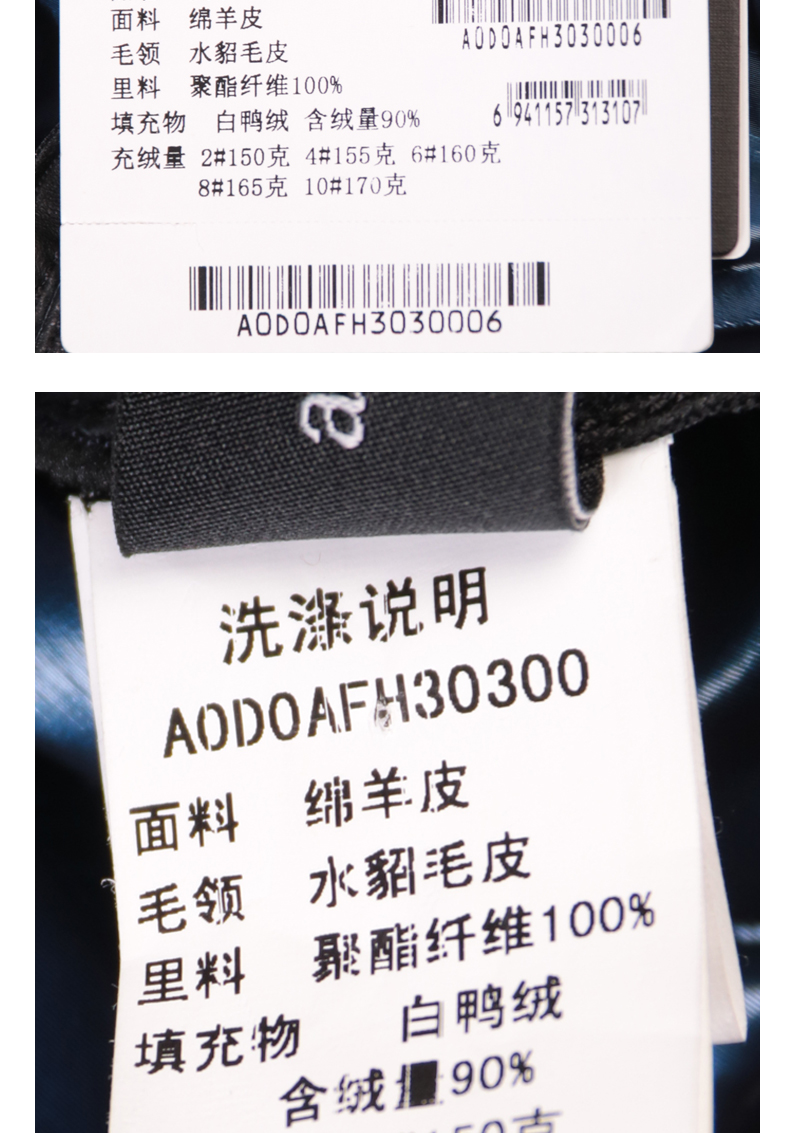 面料 绵羊皮
A0D0AFH3030006
毛领 水貂毛皮
里料 聚酯纤维100%
填充物 白鸭绒 含绒量90%
6 941157 313107
充绒量 2#150克 4#155克 6#160克
8#165克 10#170克
A0D0AFH3030006
a
洗涤说明
A0D0AFH30300
面料 绵羊皮
毛领 水貂毛皮
里料 聚酯纤维100%
填充物 白鸭绒
含绒量90%